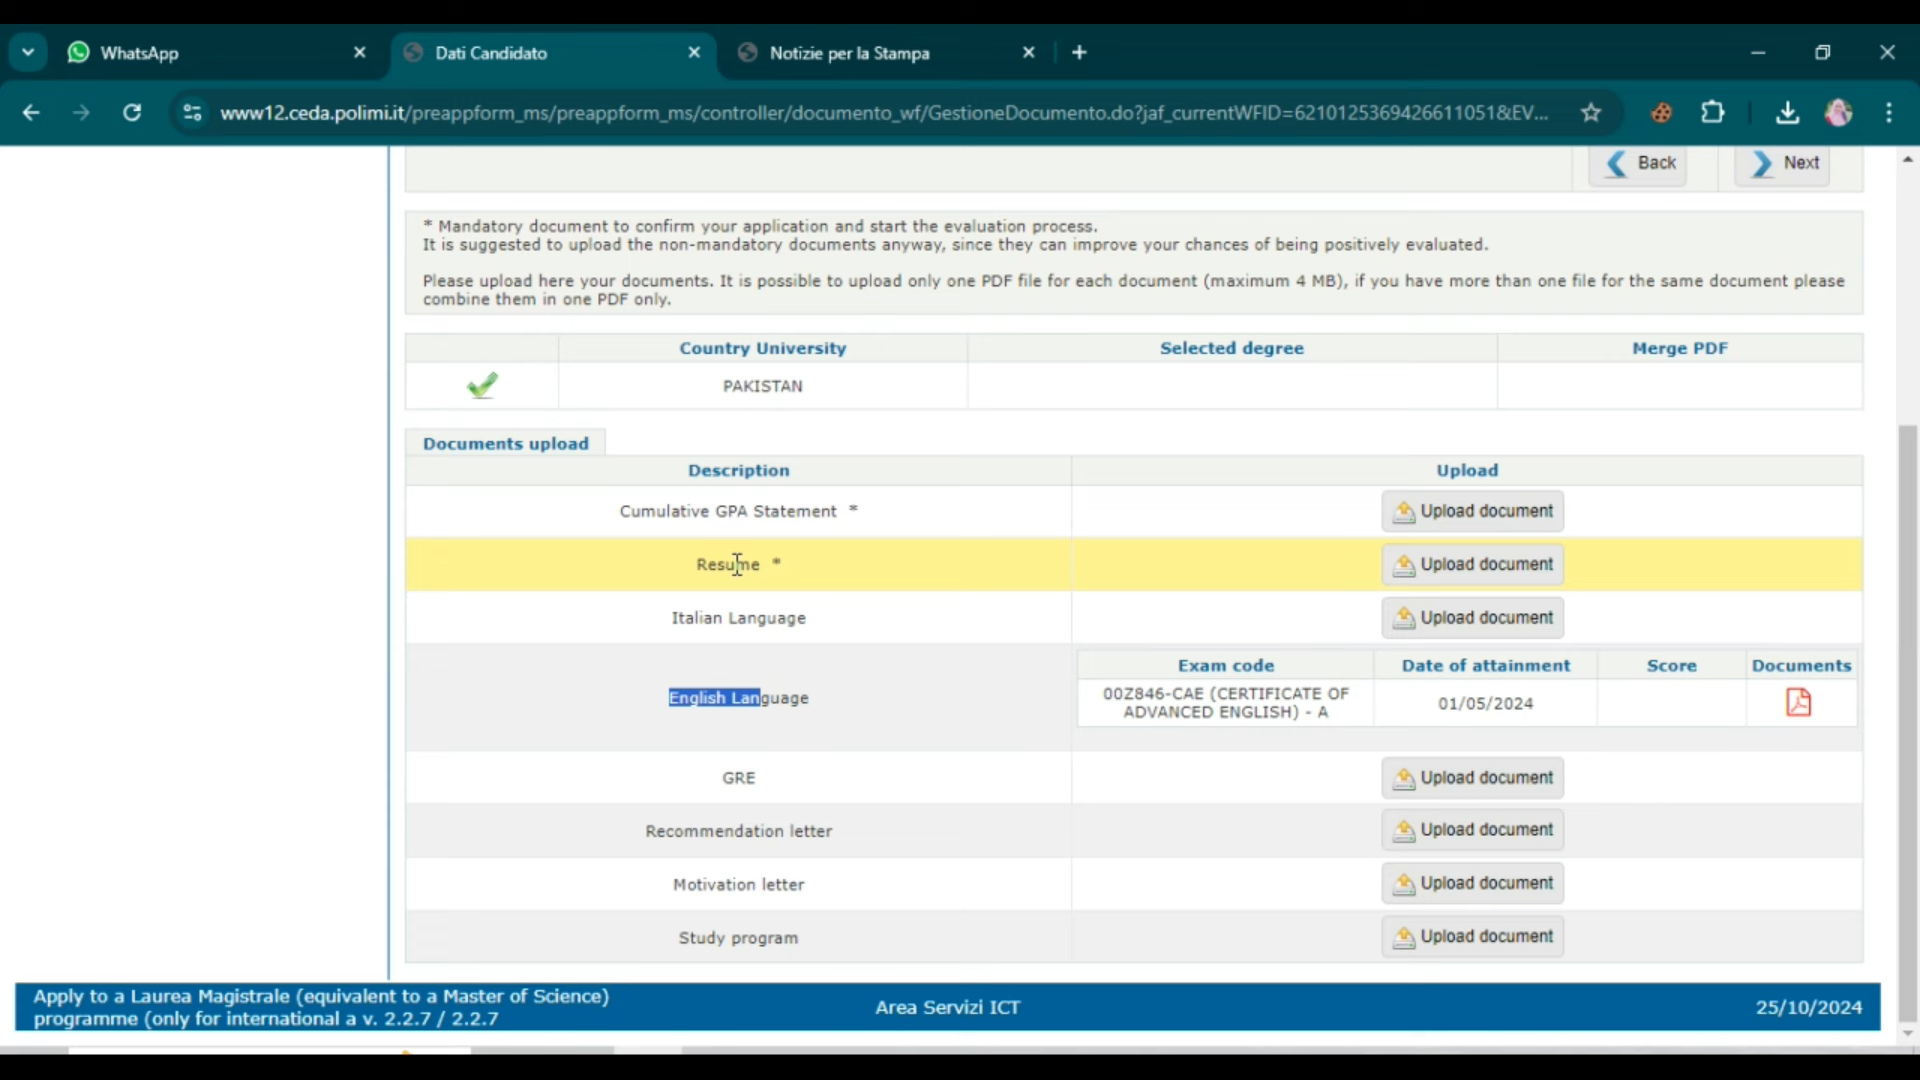 WhatsApp
Dati Candidato
Notizie per la Stampa
www12.ceda.polimi.it/preappform_ms/preappform_ms/controller/documento_wf/GestioneDocumento.do?jaf_currentWFID=6210125369426611051&EV...
Back
Next
* Mandatory document to confirm your application and start the evaluation process.
It is suggested to upload the non-mandatory documents anyway, since they can improve your chances of being positively evaluated.
Please upload here your documents. It is possible to upload only one PDF file for each document (maximum 4 MB), if you have more than one file for the same document please
combine them in one PDF only.
Country University
Selected degree
Merge PDF
PAKISTAN
Documents upload
Description
Upload
Cumulative GPA Statement *
Upload document
Resume *
Upload document
Italian Language
Upload document
English Language
Exam code
Date of attainment
Score
Documents
00Z846-CAE (CERTIFICATE OF
ADVANCED ENGLISH) - A
01/05/2024
GRE
Upload document
Recommendation letter
Upload document
Motivation letter
Upload document
Study program
Upload document
Apply to a Laurea Magistrale (equivalent to a Master of Science)
programme (only for international a v. 2.2.7 / 2.2.7
Area Servizi ICT
25/10/2024